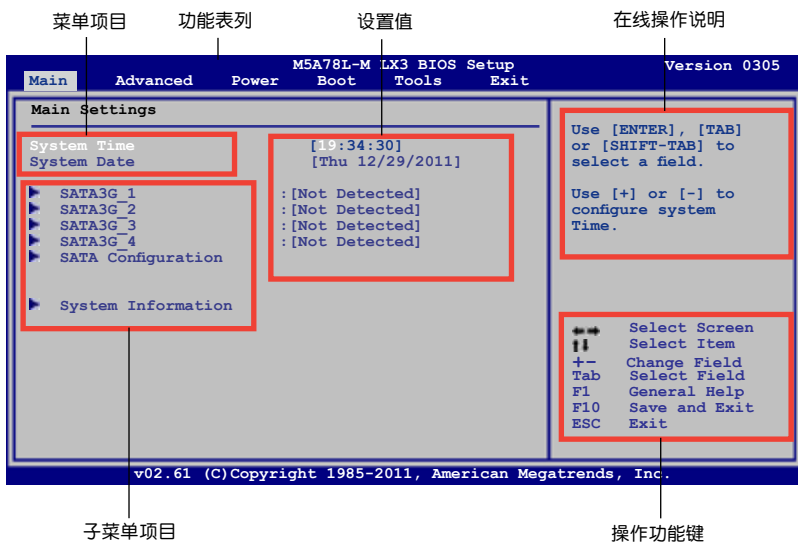 菜单项目 功能表列 设置值 在线操作说明
M5A78L-M LX3 BIOS Setup Version 0305
Main Advanced Power Boot Tools Exit
Main Settings
System Time [19:34:30]
System Date [Thu 12/29/2011]
SATA3G_1 :[Not Detected]
SATA3G_2 :[Not Detected]
SATA3G_3 :[Not Detected]
SATA3G_4 :[Not Detected]
SATA Configuration
System Information
Use [ENTER], [TAB]
or [SHIFT-TAB] to
select a field.
Use [+] or [-] to
configure system
Time.
←→ Select Screen
↑↓ Select Item
+- Change Field
Tab Select Field
F1 General Help
F10 Save and Exit
ESC Exit
v02.61 (C)Copyright 1985-2011, American Megatrends, Inc.
子菜单项目 操作功能键